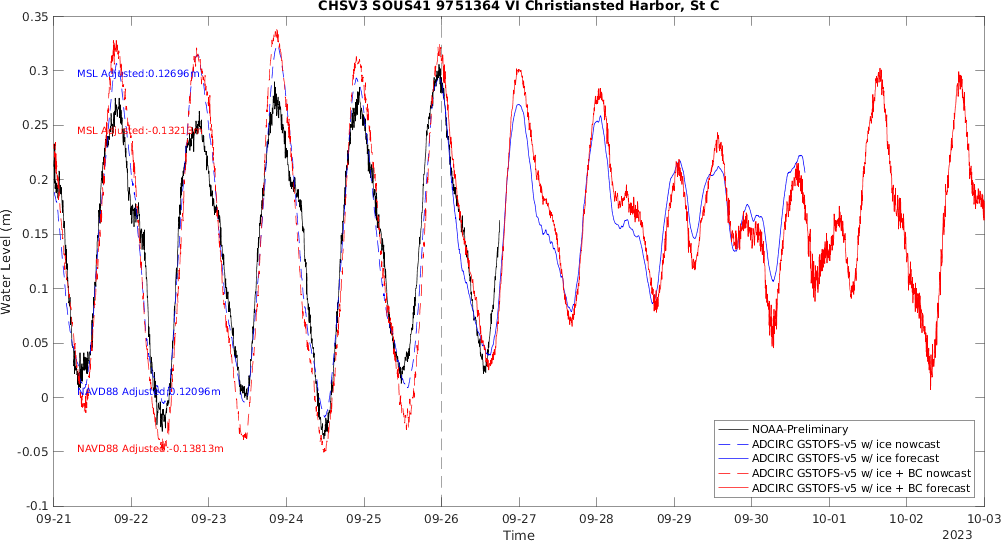 CHSV3 SOUS41 9751364 VI Christiansted Harbor, St C
0.35
0.3
0.25
0.2
0.15
0.1
0.05
0
-0.05
-0.1
Water Level (m)
MSL Adjusted:0.12696m
MSL Adjusted:-0.13213m
NAVD88 Adjusted:0.12096m
NAVD88 Adjusted:-0.13813m
NOAA-Preliminary
ADCIRC GSTOFS-v5 w/ ice nowcast
ADCIRC GSTOFS-v5 w/ ice forecast
ADCIRC GSTOFS-v5 w/ ice + BC nowcast
ADCIRC GSTOFS-v5 w/ ice + BC forecast
09-21 09-22 09-23 09-24 09-25 09-26 09-27 09-28 09-29 09-30 10-01 10-02 10-03
Time
2023